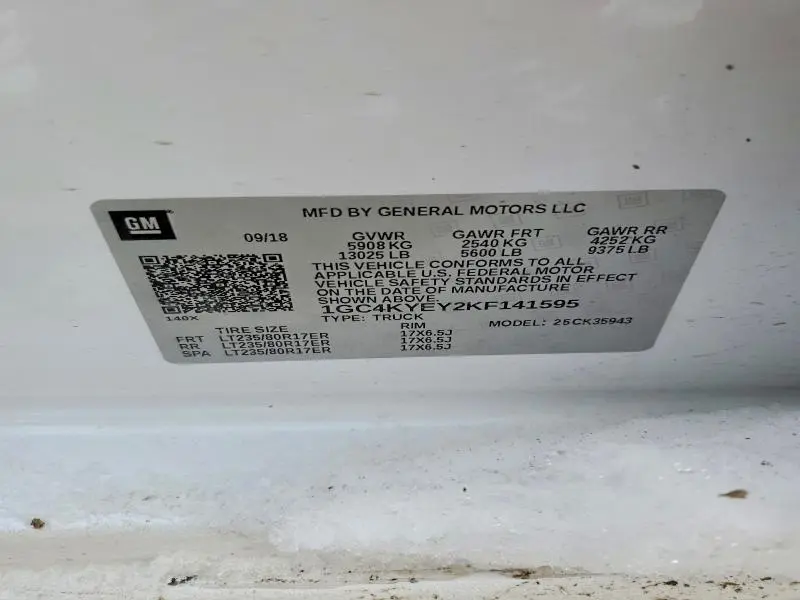 GM
MFD BY GENERAL MOTORS LLC
09/18
GVWR GAWR FRT GAWR RR
5908 KG 2540 KG 4252 KG
13025 LB 5600 LB 9375 LB
THIS VEHICLE CONFORMS TO ALL
APPLICABLE U.S. FEDERAL MOTOR
VEHICLE SAFETY STANDARDS IN EFFECT
ON THE DATE OF MANUFACTURE
SHOWN ABOVE.
1GC4KYEY2KF141595
140X
TYPE: TRUCK MODEL: 25CK35943
TIRE SIZE RIM
FRT LT235/80R17ER 17X6.5J
RR LT235/80R17ER 17X6.5J
SPA LT235/80R17ER 17X6.5J